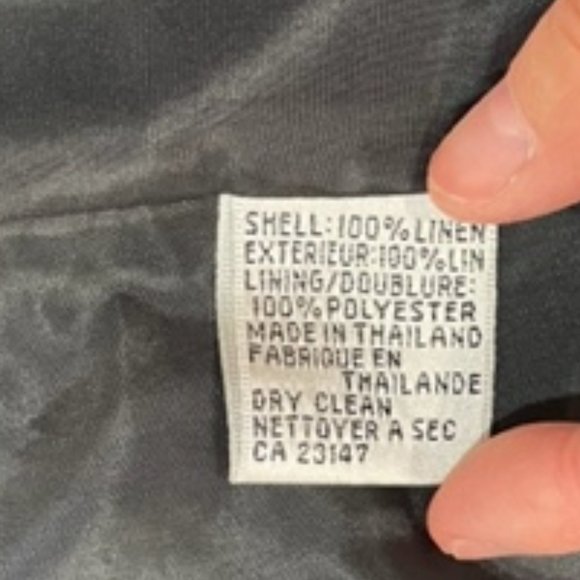 SHELL:100%LINEN
EXTERIEUR:100%LIN
LINING/DOUBLURE:
100%POLYESTER
MADE IN THAILAND
FABRIQUE EN
THAILANDE
DRY CLEAN
NETTOYER A SEC
CA 23147